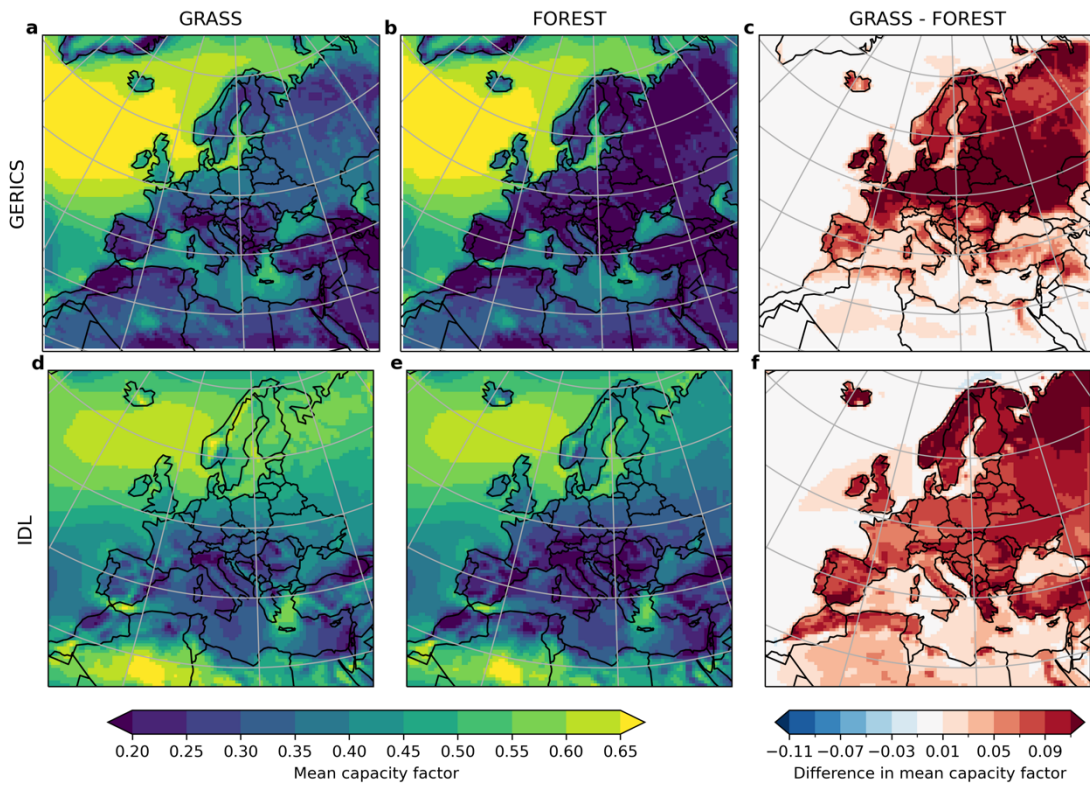 GRASS FOREST GRASS - FOREST
a b c
GERICS
d e f
IDL
0.20 0.25 0.30 0.35 0.40 0.45 0.50 0.55 0.60 0.65
Mean capacity factor
−0.11 −0.07 −0.03 0.01 0.05 0.09
Difference in mean capacity factor